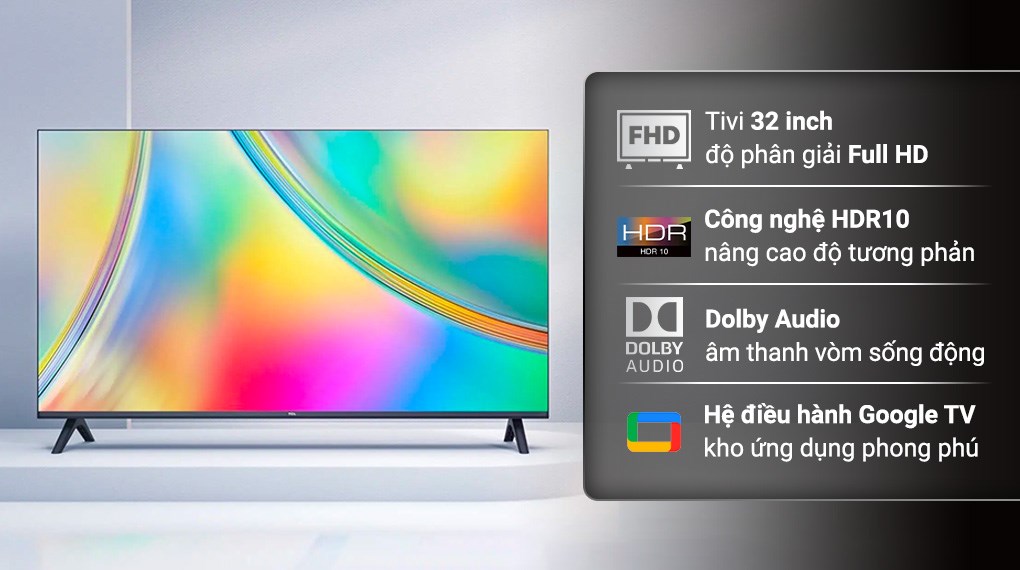 TCL
FHD
Tivi 32 inch
độ phân giải Full HD
HDR
HDR 10
Công nghệ HDR10
nâng cao độ tương phản
DOLBY
AUDIO
Dolby Audio
âm thanh vòm sống động
Hệ điều hành Google TV
kho ứng dụng phong phú